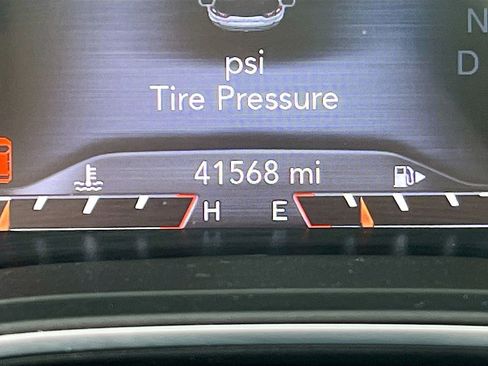 N
psi
D
Tire Pressure
41568 mi
H E